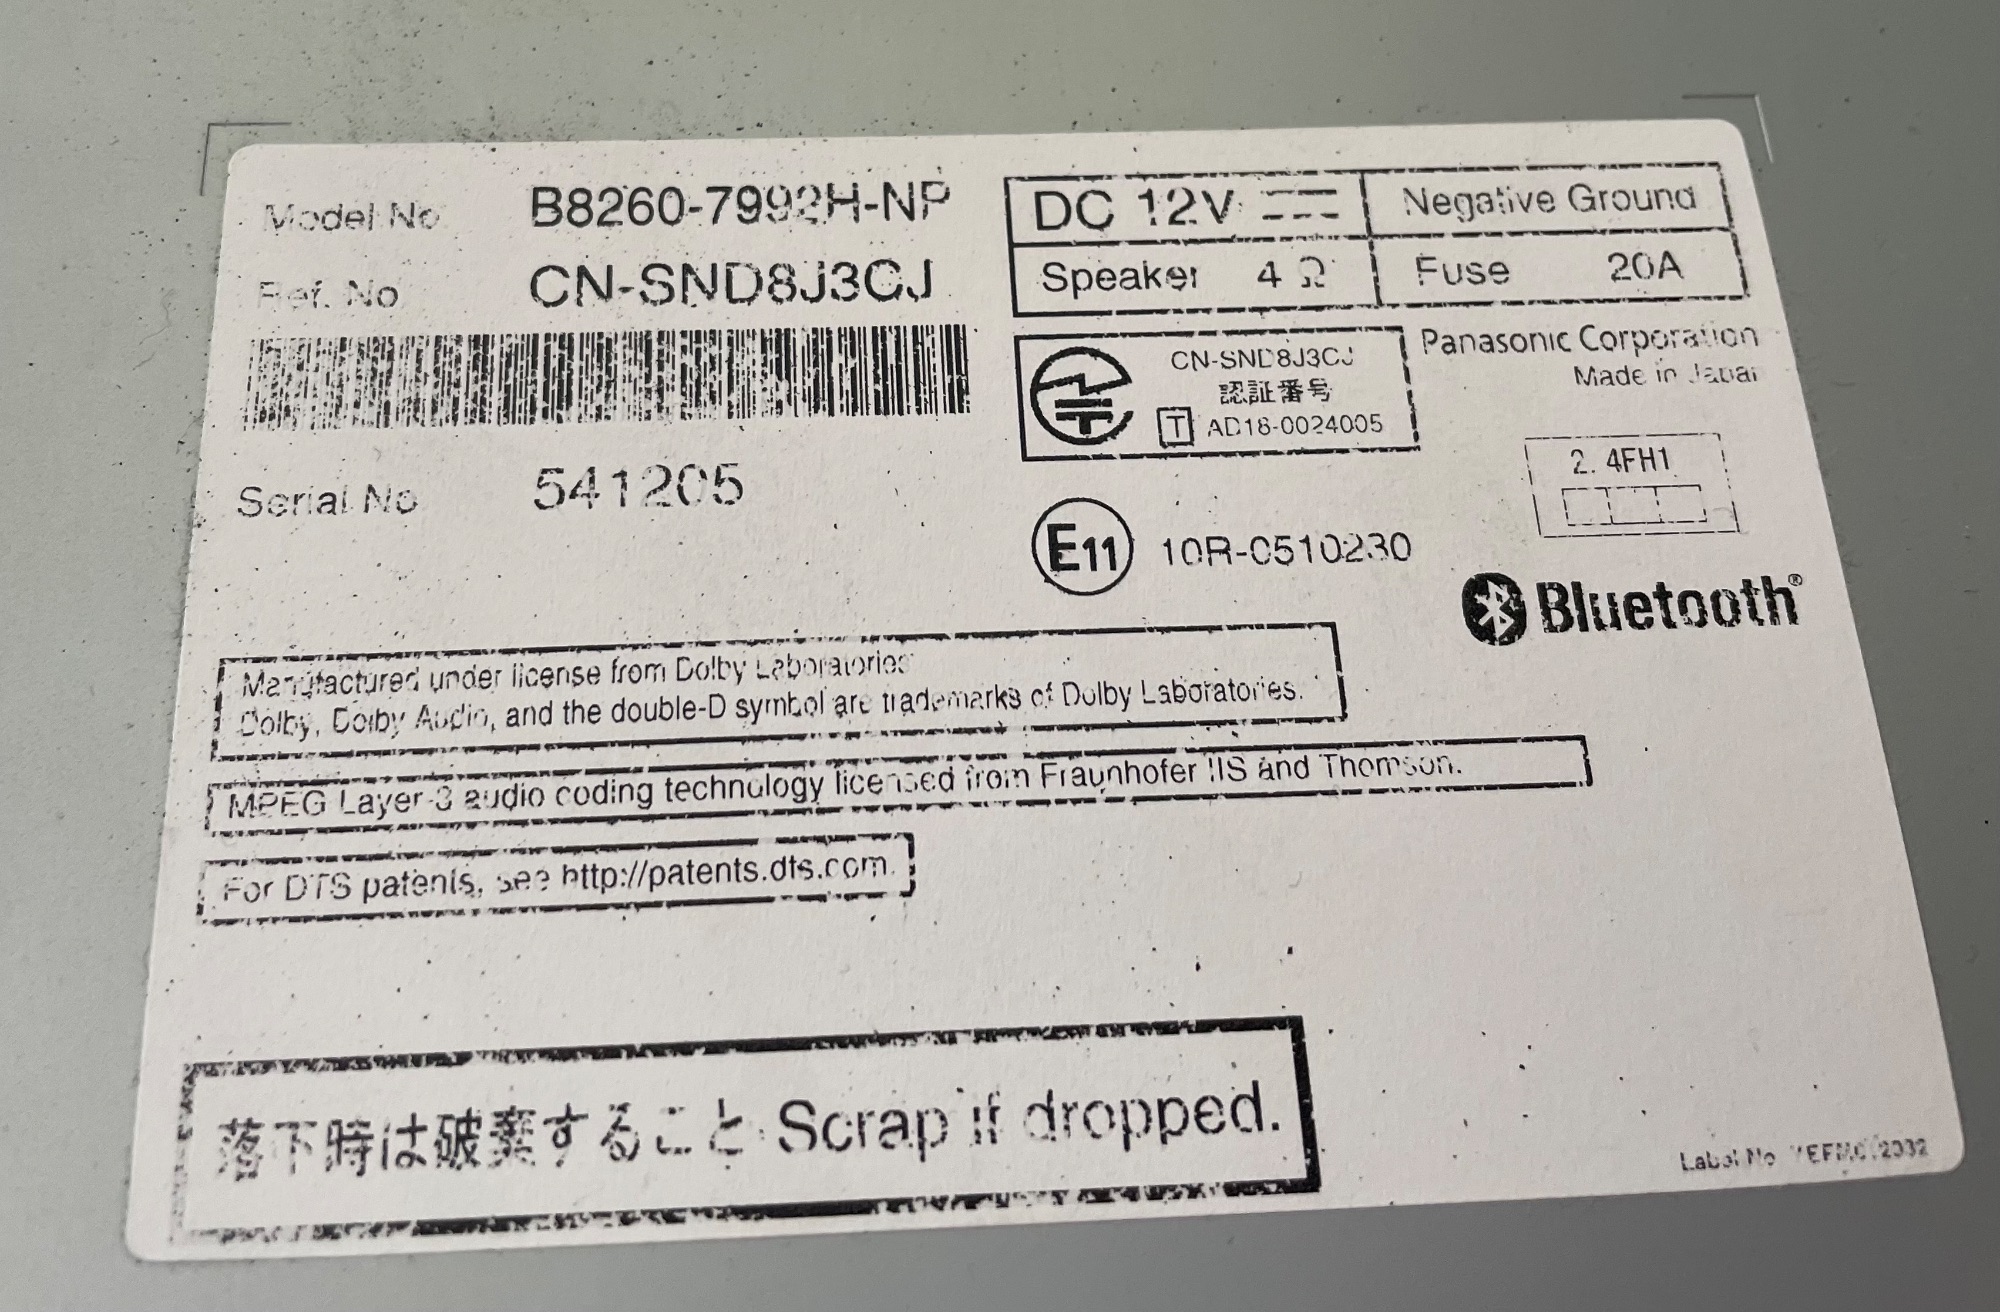 Model No B8260-7992H-NP
Ref. No CN-SND8J3CJ
Serial No 541205
DC 12V Negative Ground
Speaker 4 Ω Fuse 20A
CN-SND8J3CJ
認証番号
T AD18-0024005
Panasonic Corporation
Made in Japan
2.4FH1
E11 10R-0510230
Bluetooth®
Manufactured under license from Dolby Laboratories.
Dolby, Dolby Audio, and the double-D symbol are trademarks of Dolby Laboratories.
MPEG Layer-3 audio coding technology licensed from Fraunhofer IIS and Thomson.
For DTS patents, see http://patents.dts.com.
落下時は破棄すること Scrap if dropped.
Label No